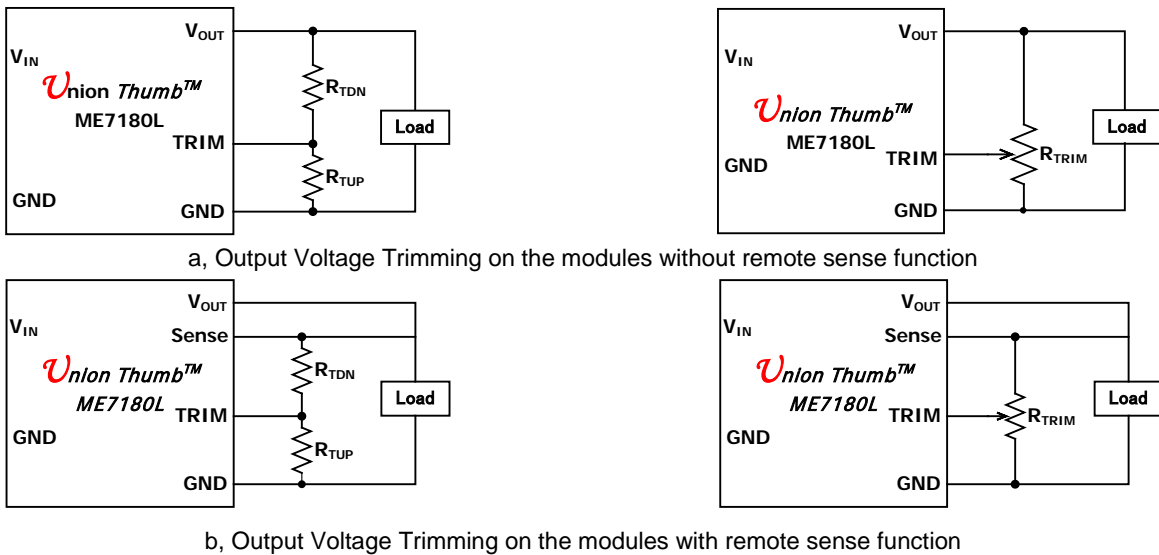 VOUT
VIN
Union Thumb™
ME7180L
RTDN
Load
TRIM
RTUP
GND
GND
VOUT
VIN
Union Thumb™
ME7180L
Load
TRIM
RTRIM
GND
GND
a, Output Voltage Trimming on the modules without remote sense function
VOUT
VIN
Sense
Union Thumb™
ME7180L
RTDN
Load
TRIM
GND
RTUP
GND
VOUT
VIN
Sense
Union Thumb™
ME7180L
Load
TRIM
RTRIM
GND
GND
b, Output Voltage Trimming on the modules with remote sense function